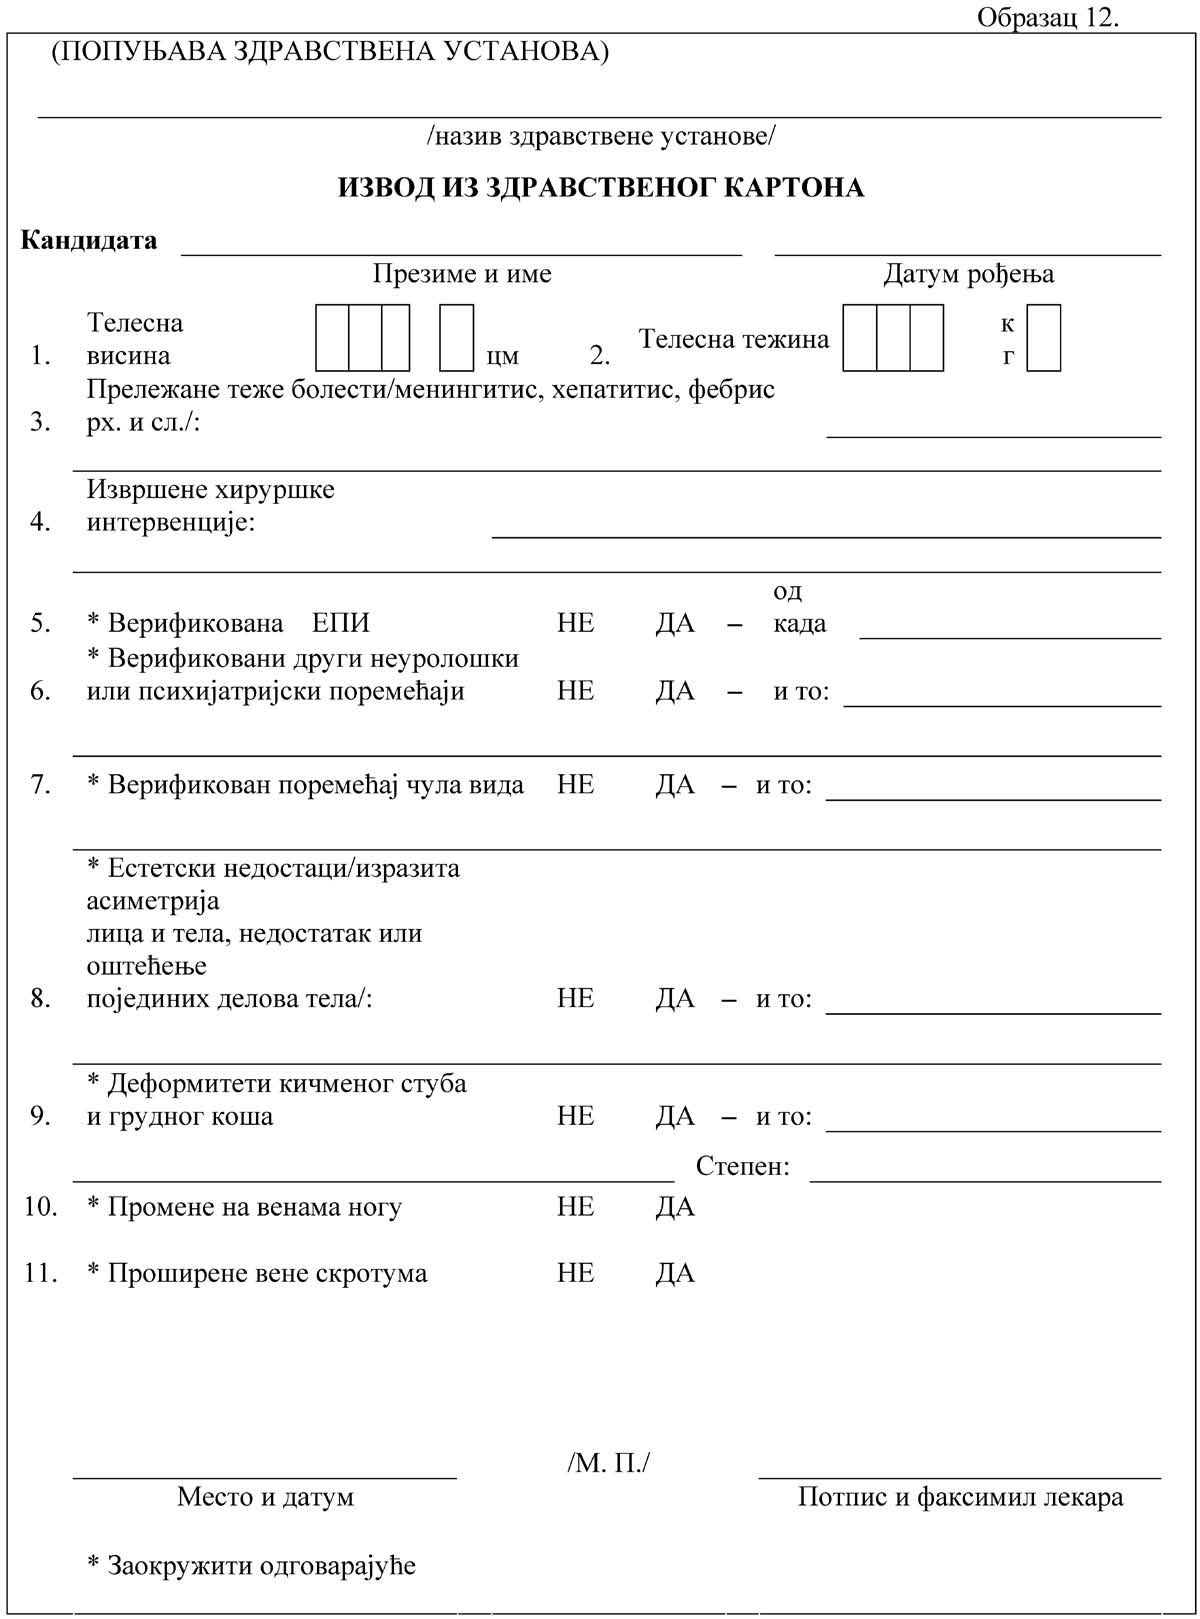 Образац 12.
(ПОПУЊАВА ЗДРАВСТВЕНА УСТАНОВА)
/назив здравствене установе/
ИЗВОД ИЗ ЗДРАВСТВЕНОГ КАРТОНА
Кандидата
Презиме и име Датум рођења
1. Телесна висина цм 2. Телесна тежина кг
Прележане теже болести/менингитис, хепатитис, фебрис
3. рх. и сл./:
Извршене хируршке
4. интервенције:
од
5. * Верификована ЕПИ НЕ ДА – када
* Верификовани други неуролошки
6. или психијатријски поремећаји НЕ ДА – и то:
7. * Верификован поремећај чула вида НЕ ДА – и то:
* Естетски недостаци/изразита
асиметрија
лица и тела, недостатак или
оштећење
8. појединих делова тела/: НЕ ДА – и то:
* Деформитети кичменог стуба
9. и грудног коша НЕ ДА – и то:
Степен:
10. * Промене на венама ногу НЕ ДА
11. * Проширене вене скротума НЕ ДА
/М. П./
Место и датум Потпис и факсимил лекара
* Заокружити одговарајуће